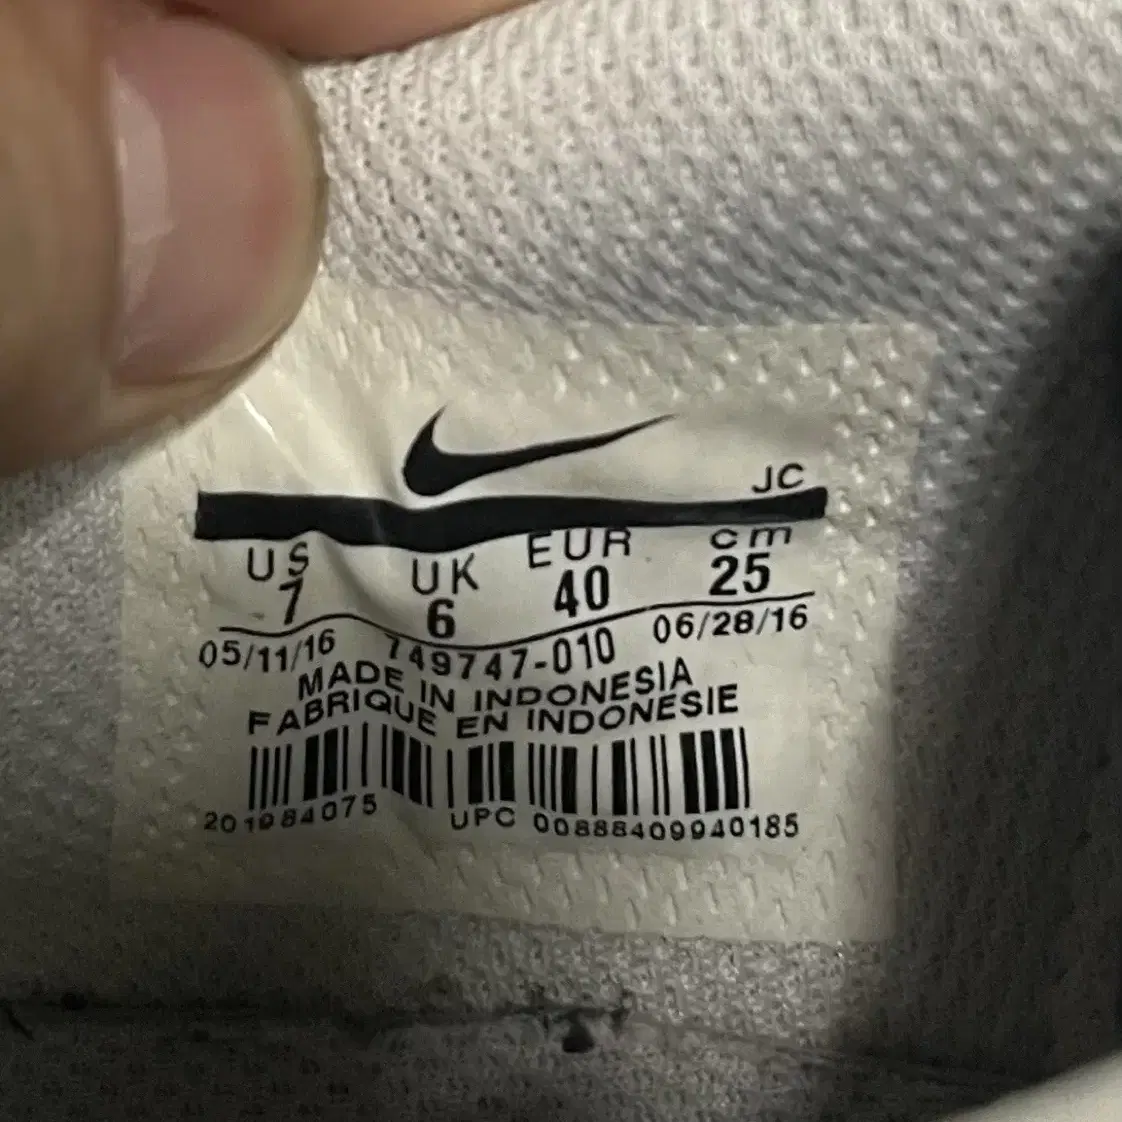 JC
US UK EUR cm
7 6 40 25
05/11/16 749747-010 06/28/16
MADE IN INDONESIA
FABRIQUE EN INDONESIE
201984075 UPC 00888409940185